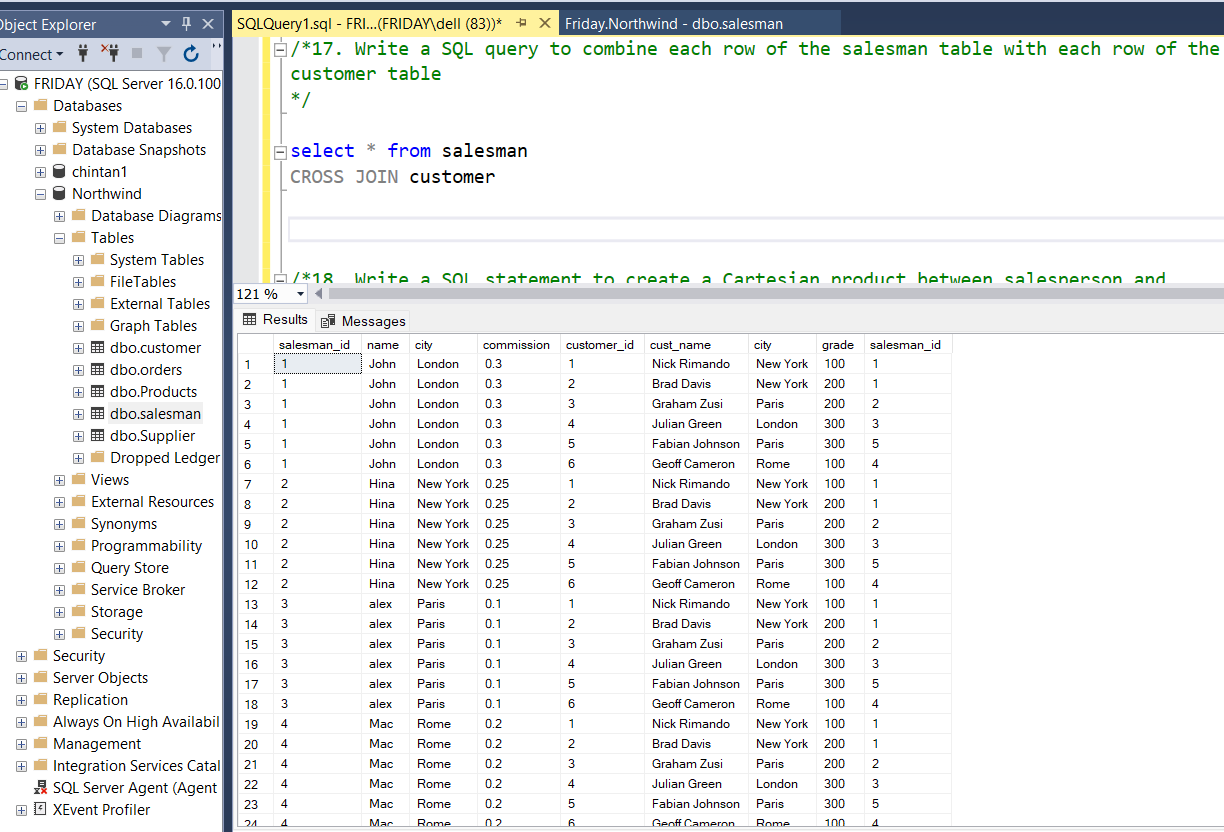 Object Explorer
Connect
FRIDAY (SQL Server 16.0.100
Databases
System Databases
Database Snapshots
chintan1
Northwind
Database Diagrams
Tables
System Tables
FileTables
External Tables
Graph Tables
dbo.customer
dbo.orders
dbo.Products
dbo.salesman
dbo.Supplier
Dropped Ledger
Views
External Resources
Synonyms
Programmability
Query Store
Service Broker
Storage
Security
Security
Server Objects
Replication
Always On High Availabil
Management
Integration Services Catal
SQL Server Agent (Agent
XEvent Profiler
SQLQuery1.sql - FRI...(FRIDAY\dell (83))* Friday.Northwind - dbo.salesman
/*17. Write a SQL query to combine each row of the salesman table with each row of the
customer table
*/
select * from salesman
CROSS JOIN customer
/*18. Write a SQL statement to create a Cartesian product between salesperson and
121 %
Results Messages
salesman_id name city commission customer_id cust_name city grade salesman_id
1 1 John London 0.3 1 Nick Rimando New York 100 1
2 1 John London 0.3 2 Brad Davis New York 200 1
3 1 John London 0.3 3 Graham Zusi Paris 200 2
4 1 John London 0.3 4 Julian Green London 300 3
5 1 John London 0.3 5 Fabian Johnson Paris 300 5
6 1 John London 0.3 6 Geoff Cameron Rome 100 4
7 2 Hina New York 0.25 1 Nick Rimando New York 100 1
8 2 Hina New York 0.25 2 Brad Davis New York 200 1
9 2 Hina New York 0.25 3 Graham Zusi Paris 200 2
10 2 Hina New York 0.25 4 Julian Green London 300 3
11 2 Hina New York 0.25 5 Fabian Johnson Paris 300 5
12 2 Hina New York 0.25 6 Geoff Cameron Rome 100 4
13 3 alex Paris 0.1 1 Nick Rimando New York 100 1
14 3 alex Paris 0.1 2 Brad Davis New York 200 1
15 3 alex Paris 0.1 3 Graham Zusi Paris 200 2
16 3 alex Paris 0.1 4 Julian Green London 300 3
17 3 alex Paris 0.1 5 Fabian Johnson Paris 300 5
18 3 alex Paris 0.1 6 Geoff Cameron Rome 100 4
19 4 Mac Rome 0.2 1 Nick Rimando New York 100 1
20 4 Mac Rome 0.2 2 Brad Davis New York 200 1
21 4 Mac Rome 0.2 3 Graham Zusi Paris 200 2
22 4 Mac Rome 0.2 4 Julian Green London 300 3
23 4 Mac Rome 0.2 5 Fabian Johnson Paris 300 5
24 4 Mac Rome 0.2 6 Geoff Cameron Rome 100 4